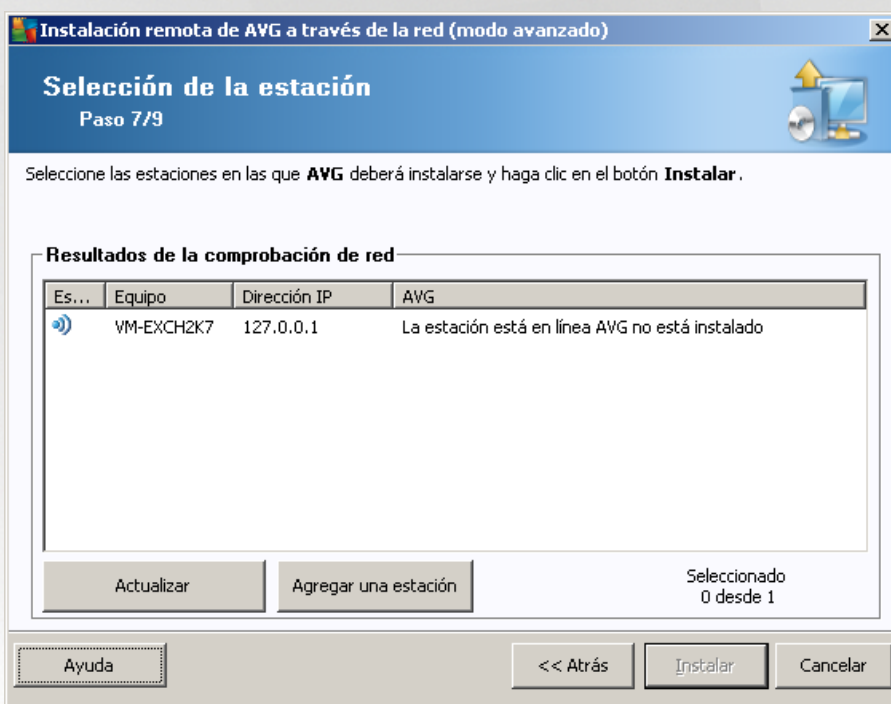 Instalación remota de AVG a través de la red (modo avanzado)
Selección de la estación
Paso 7/9
Seleccione las estaciones en las que AVG deberá instalarse y haga clic en el botón Instalar.
Resultados de la comprobación de red
Es... Equipo Dirección IP AVG
VM-EXCH2K7 127.0.0.1 La estación está en línea AVG no está instalado
Actualizar Agregar una estación Seleccionado
0 desde 1
Ayuda << Atrás Instalar Cancelar